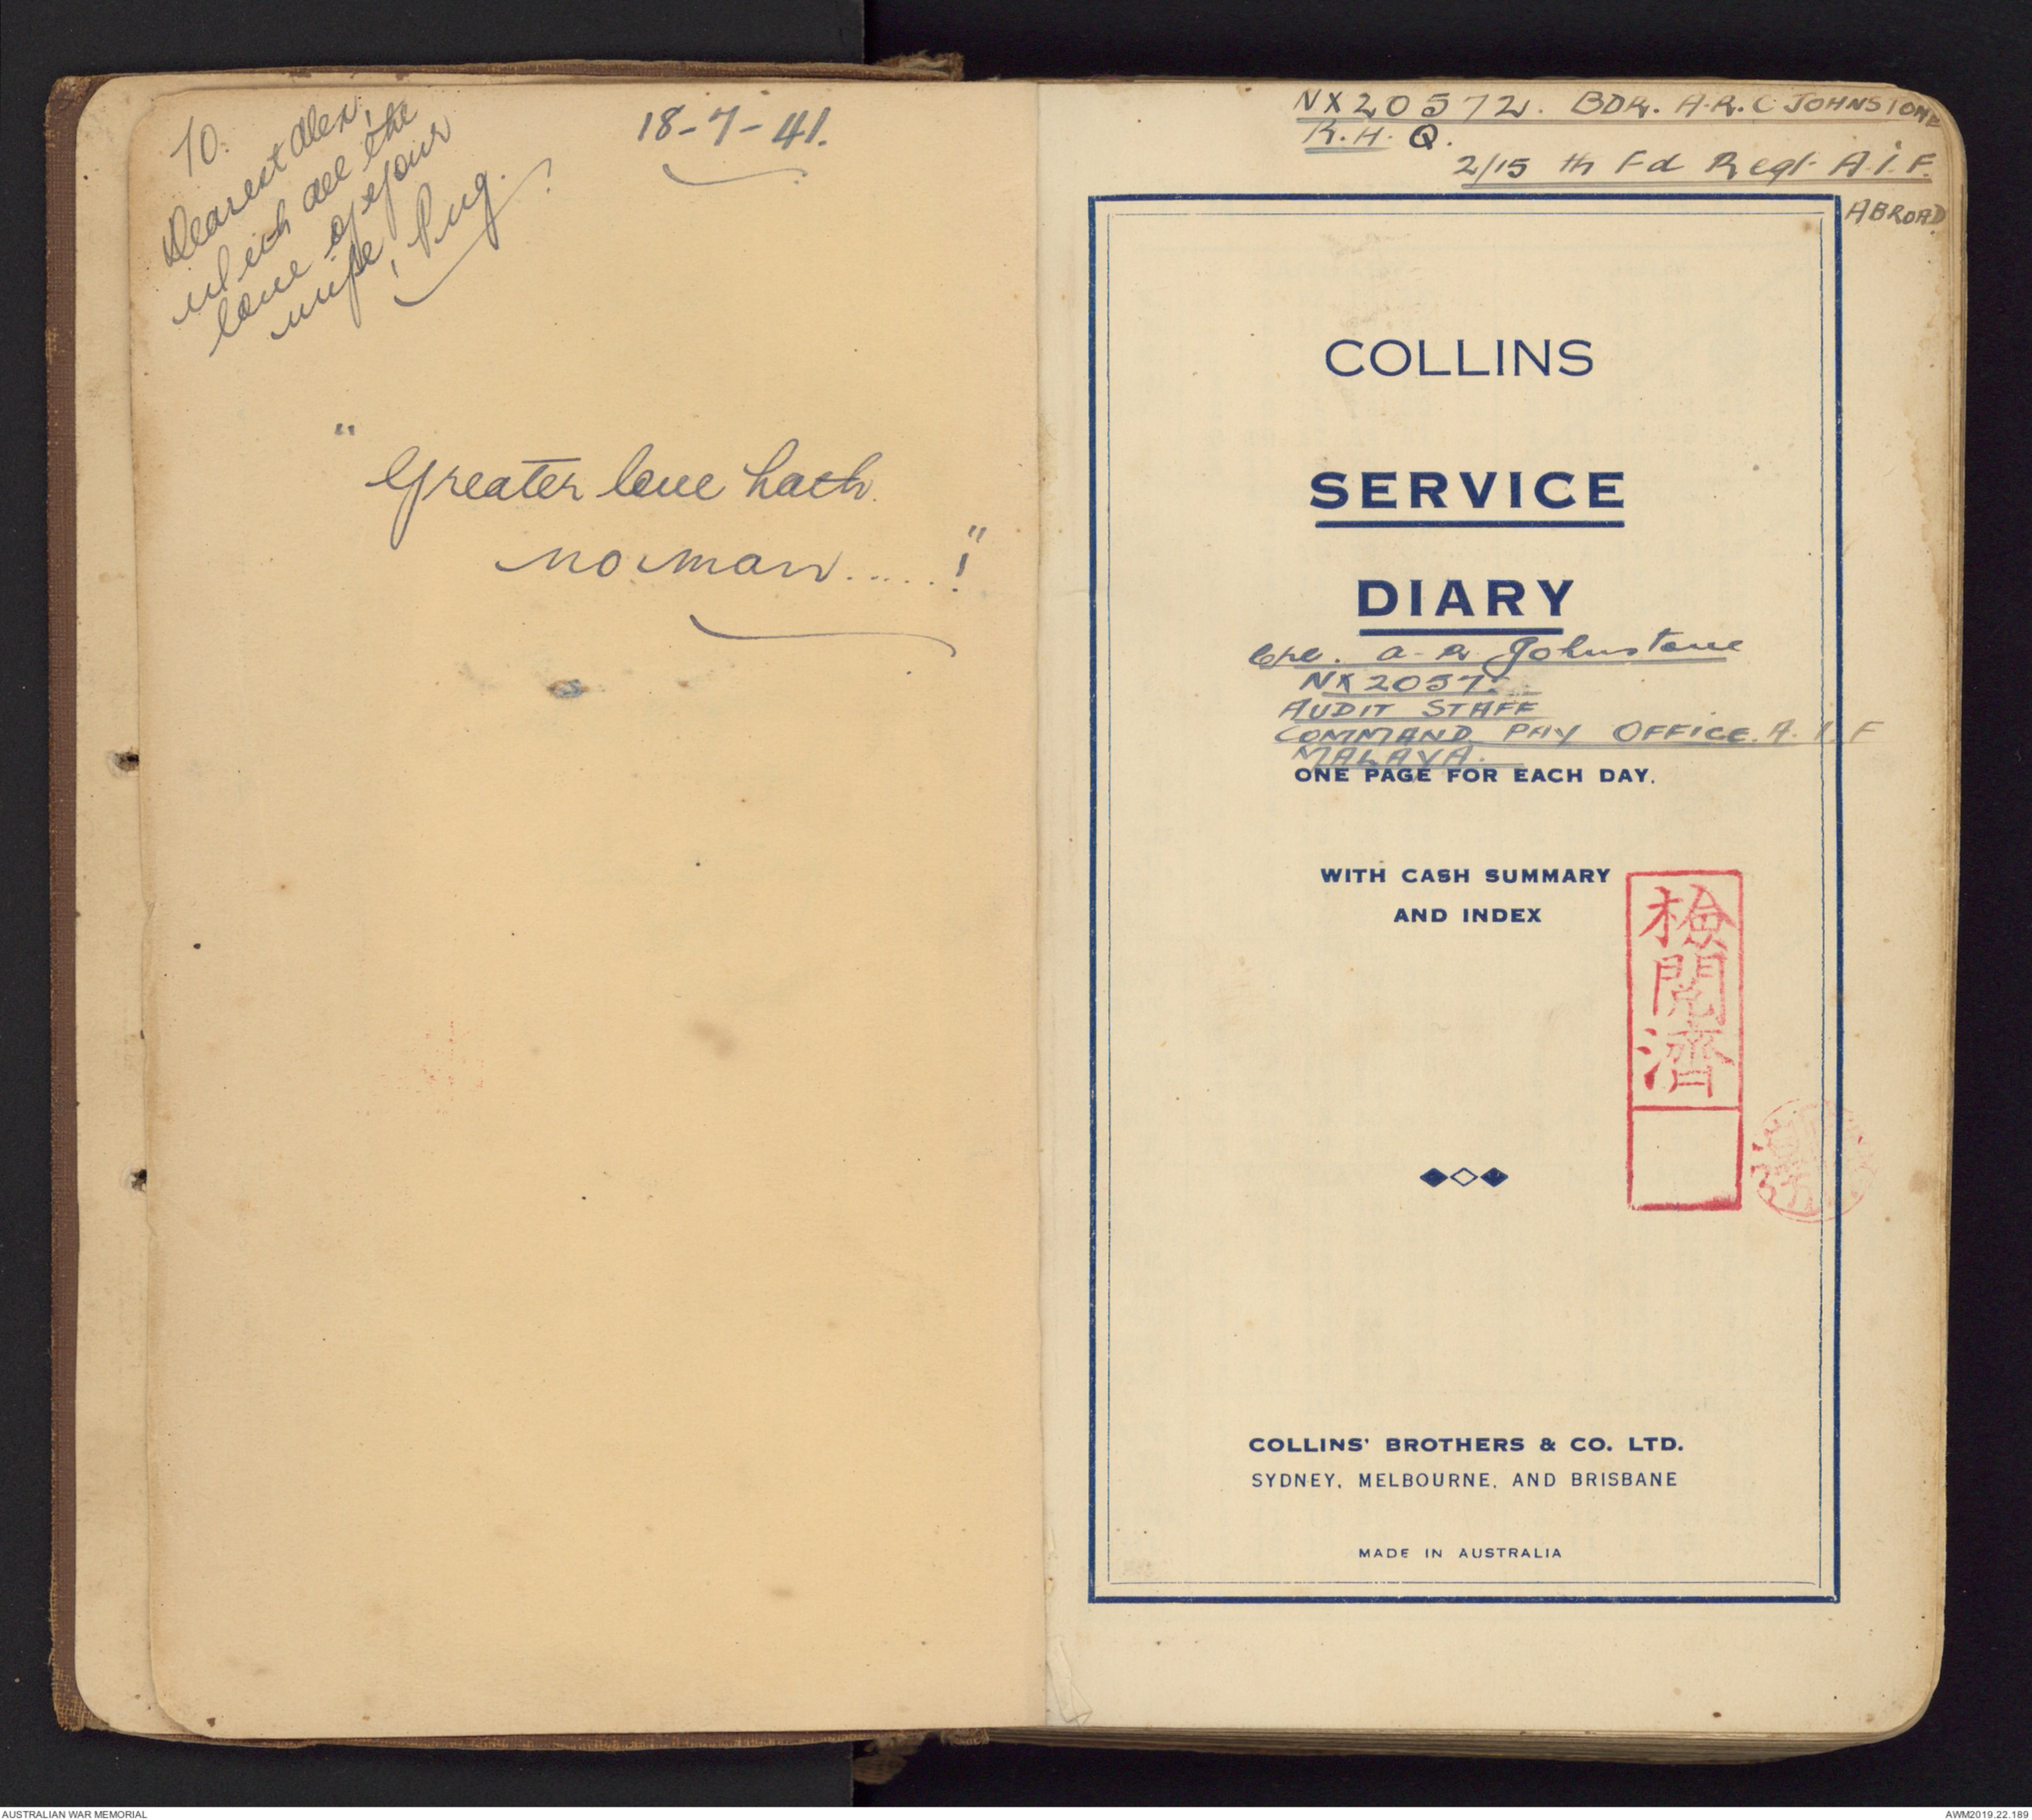 To.
Dearest Alex,
with all the
love of your
wife, Pug.
18-7-41.
"Greater love hath
no man.....!"
NX20572. BDR. A.R.C JOHNSTONE
R.H.Q.
2/15 th Fd Regt A.I.F.
ABROAD
COLLINS
SERVICE
DIARY
Cpl. A. R. Johnstone
NX2057
AUDIT STAFF
COMMAND PAY OFFICE. A.I.F
MALAYA.
ONE PAGE FOR EACH DAY.
WITH CASH SUMMARY
AND INDEX
檢閲濟
COLLINS' BROTHERS & CO. LTD.
SYDNEY, MELBOURNE, AND BRISBANE
MADE IN AUSTRALIA
AUSTRALIAN WAR MEMORIAL
AWM2019.22.189